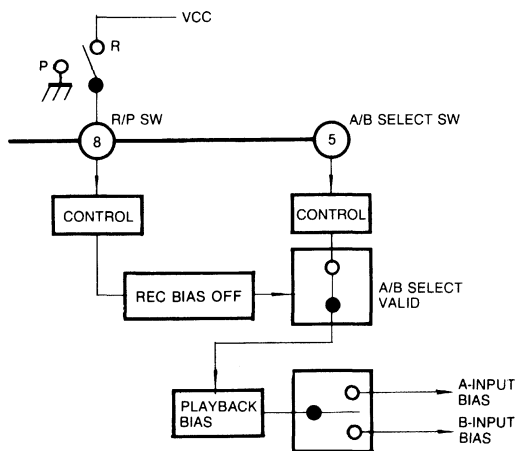 VCC
R
P
R/P SW
A/B SELECT SW
8
5
CONTROL
CONTROL
REC BIAS OFF
A/B SELECT
VALID
PLAYBACK
BIAS
A-INPUT
BIAS
B-INPUT
BIAS